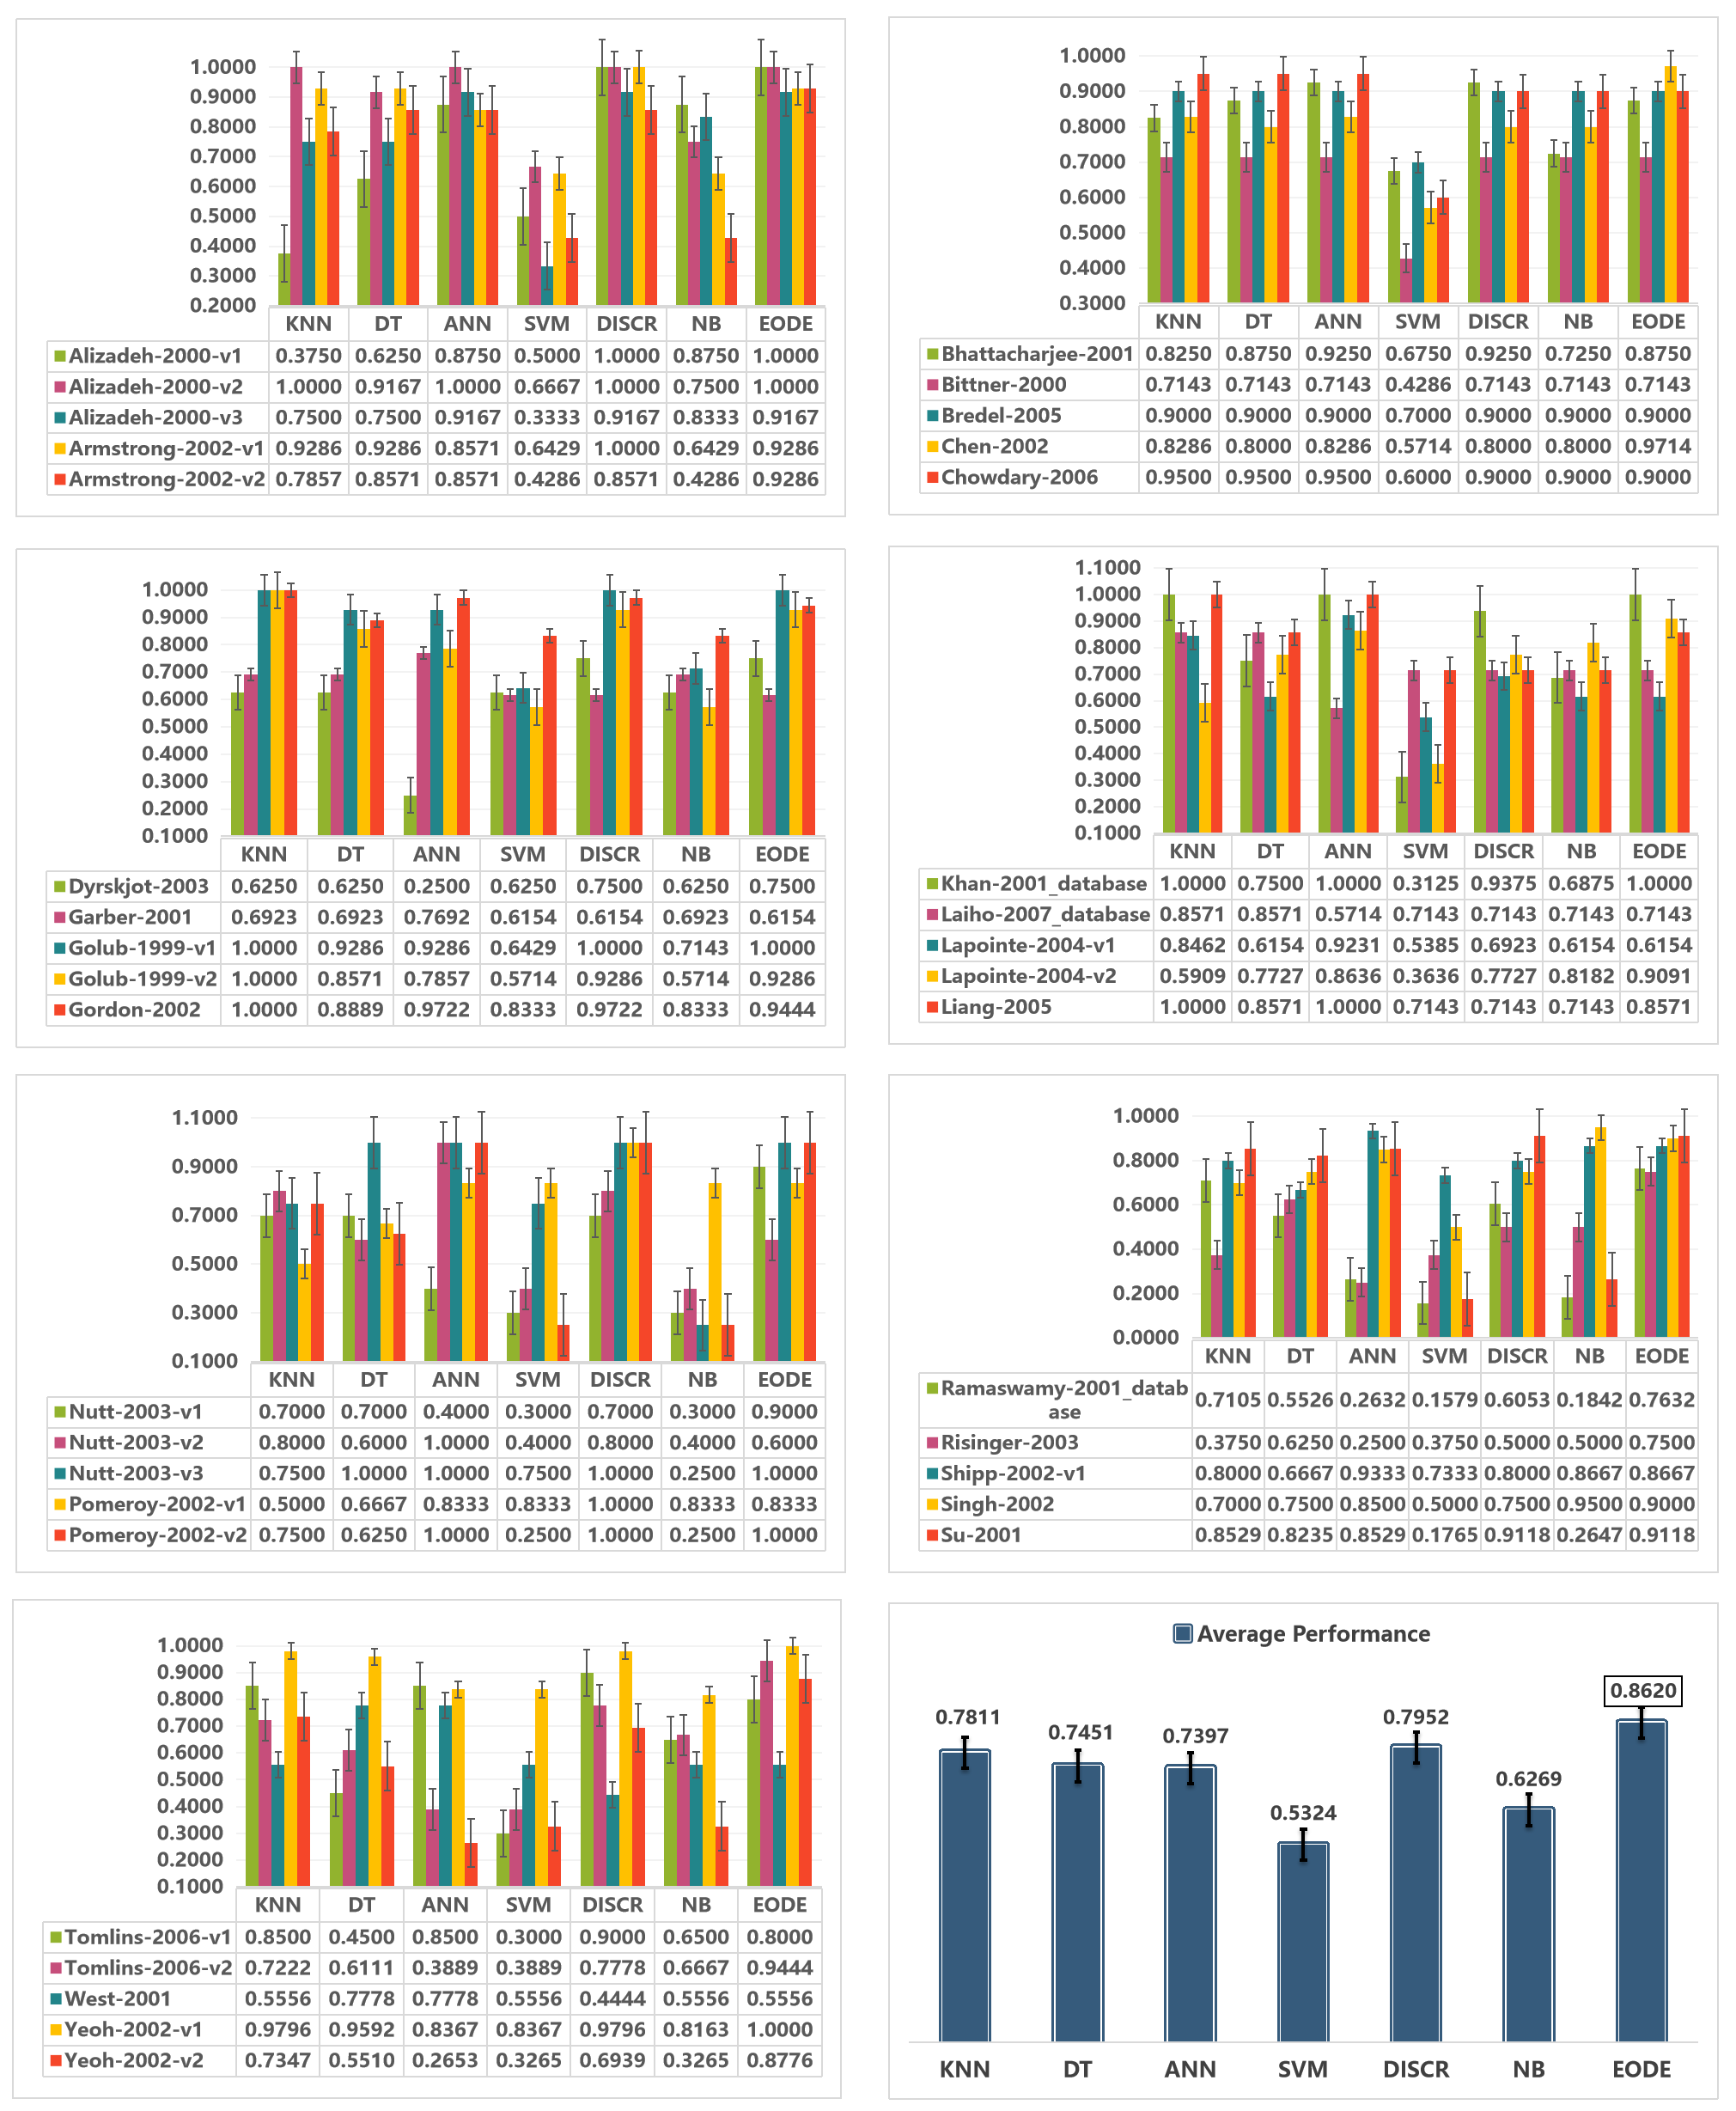 1.0000
0.9000
0.8000
0.7000
0.6000
0.5000
0.4000
0.3000
0.2000
KNN DT ANN SVM DISCR NB EODE
Alizadeh-2000-v1 0.3750 0.6250 0.8750 0.5000 1.0000 0.8750 1.0000
Alizadeh-2000-v2 1.0000 0.9167 1.0000 0.6667 1.0000 0.7500 1.0000
Alizadeh-2000-v3 0.7500 0.7500 0.9167 0.3333 0.9167 0.8333 0.9167
Armstrong-2002-v1 0.9286 0.9286 0.8571 0.6429 1.0000 0.6429 0.9286
Armstrong-2002-v2 0.7857 0.8571 0.8571 0.4286 0.8571 0.4286 0.9286
1.0000
0.9000
0.8000
0.7000
0.6000
0.5000
0.4000
0.3000
KNN DT ANN SVM DISCR NB EODE
Bhattacharjee-2001 0.8250 0.8750 0.9250 0.6750 0.9250 0.7250 0.8750
Bittner-2000 0.7143 0.7143 0.7143 0.4286 0.7143 0.7143 0.7143
Bredel-2005 0.9000 0.9000 0.9000 0.7000 0.9000 0.9000 0.9000
Chen-2002 0.8286 0.8000 0.8286 0.5714 0.8000 0.8000 0.9714
Chowdary-2006 0.9500 0.9500 0.9500 0.6000 0.9000 0.9000 0.9000
1.0000
0.9000
0.8000
0.7000
0.6000
0.5000
0.4000
0.3000
0.2000
0.1000
KNN DT ANN SVM DISCR NB EODE
Dyrskjot-2003 0.6250 0.6250 0.2500 0.6250 0.7500 0.6250 0.7500
Garber-2001 0.6923 0.6923 0.7692 0.6154 0.6154 0.6923 0.6154
Golub-1999-v1 1.0000 0.9286 0.9286 0.6429 1.0000 0.7143 1.0000
Golub-1999-v2 1.0000 0.8571 0.7857 0.5714 0.9286 0.5714 0.9286
Gordon-2002 1.0000 0.8889 0.9722 0.8333 0.9722 0.8333 0.9444
1.1000
1.0000
0.9000
0.8000
0.7000
0.6000
0.5000
0.4000
0.3000
0.2000
0.1000
KNN DT ANN SVM DISCR NB EODE
Khan-2001_database 1.0000 0.7500 1.0000 0.3125 0.9375 0.6875 1.0000
Laiho-2007_database 0.8571 0.8571 0.5714 0.7143 0.7143 0.7143 0.7143
Lapointe-2004-v1 0.8462 0.6154 0.9231 0.5385 0.6923 0.6154 0.6154
Lapointe-2004-v2 0.5909 0.7727 0.8636 0.3636 0.7727 0.8182 0.9091
Liang-2005 1.0000 0.8571 1.0000 0.7143 0.7143 0.7143 0.8571
1.1000
0.9000
0.7000
0.5000
0.3000
0.1000
KNN DT ANN SVM DISCR NB EODE
Nutt-2003-v1 0.7000 0.7000 0.4000 0.3000 0.7000 0.3000 0.9000
Nutt-2003-v2 0.8000 0.6000 1.0000 0.4000 0.8000 0.4000 0.6000
Nutt-2003-v3 0.7500 1.0000 1.0000 0.7500 1.0000 0.2500 1.0000
Pomeroy-2002-v1 0.5000 0.6667 0.8333 0.8333 1.0000 0.8333 0.8333
Pomeroy-2002-v2 0.7500 0.6250 1.0000 0.2500 1.0000 0.2500 1.0000
1.0000
0.8000
0.6000
0.4000
0.2000
0.0000
KNN DT ANN SVM DISCR NB EODE
Ramaswamy-2001_datab
ase 0.7105 0.5526 0.2632 0.1579 0.6053 0.1842 0.7632
Risinger-2003 0.3750 0.6250 0.2500 0.3750 0.5000 0.5000 0.7500
Shipp-2002-v1 0.8000 0.6667 0.9333 0.7333 0.8000 0.8667 0.8667
Singh-2002 0.7000 0.7500 0.8500 0.5000 0.7500 0.9500 0.9000
Su-2001 0.8529 0.8235 0.8529 0.1765 0.9118 0.2647 0.9118
1.0000
0.9000
0.8000
0.7000
0.6000
0.5000
0.4000
0.3000
0.2000
0.1000
KNN DT ANN SVM DISCR NB EODE
Tomlins-2006-v1 0.8500 0.4500 0.8500 0.3000 0.9000 0.6500 0.8000
Tomlins-2006-v2 0.7222 0.6111 0.3889 0.3889 0.7778 0.6667 0.9444
West-2001 0.5556 0.7778 0.7778 0.5556 0.4444 0.5556 0.5556
Yeoh-2002-v1 0.9796 0.9592 0.8367 0.8367 0.9796 0.8163 1.0000
Yeoh-2002-v2 0.7347 0.5510 0.2653 0.3265 0.6939 0.3265 0.8776
Average Performance
0.7811 0.7451 0.7397 0.5324 0.7952 0.6269 0.8620
KNN DT ANN SVM DISCR NB EODE